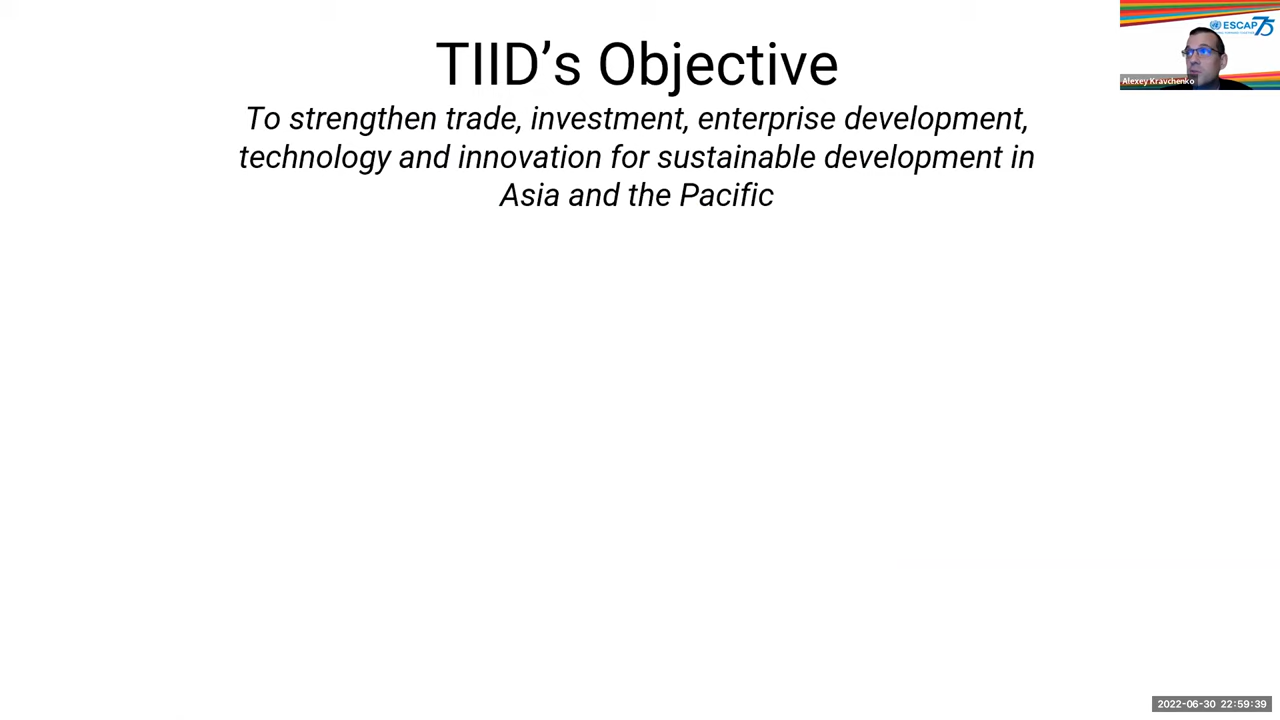 TIID's Objective
To strengthen trade, investment, enterprise development,
technology and innovation for sustainable development in
Asia and the Pacific
ESCAP 75
Alexey Kravchenko
2022-06-30 22:59:39